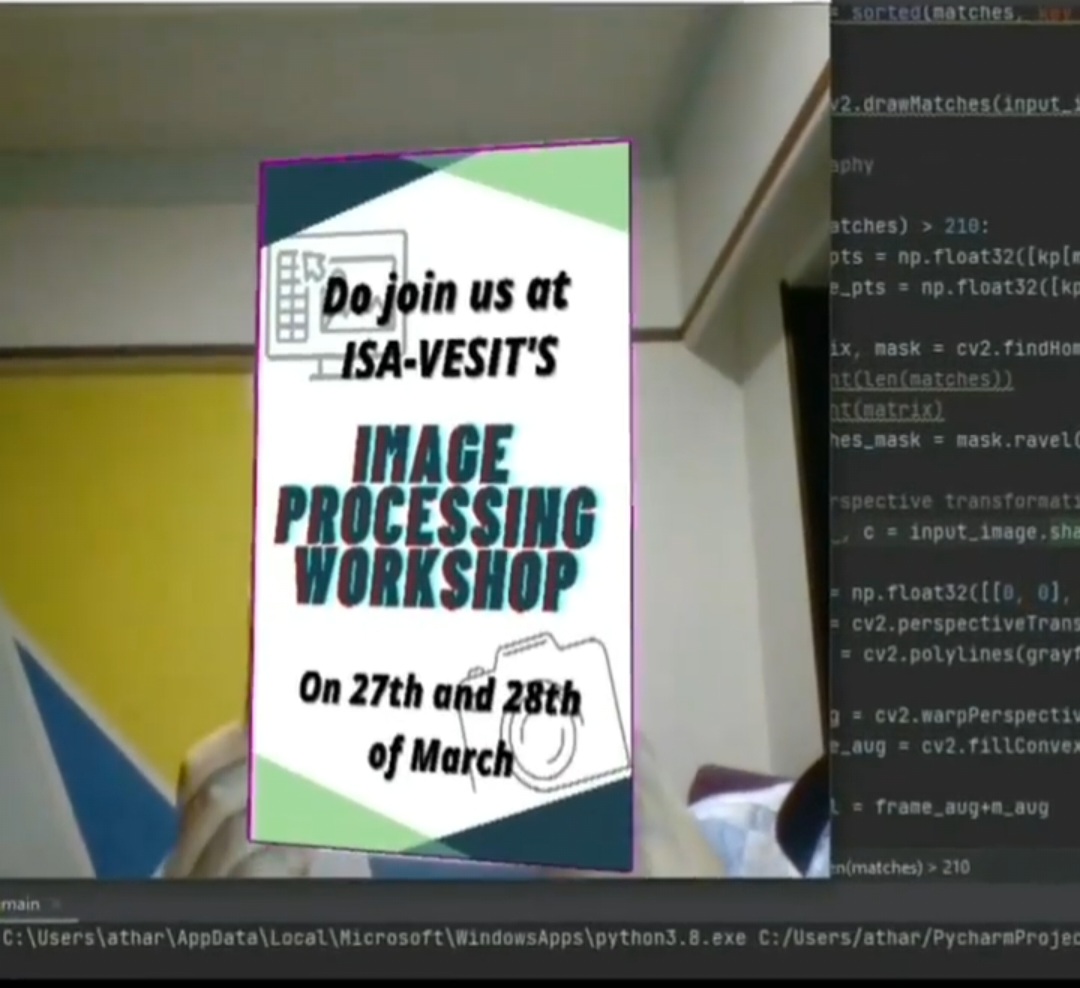 Do join us at
ISA-VESIT'S
IMAGE
PROCESSING
WORKSHOP
On 27th and 28th
of March
= sorted(matches, key
v2.drawMatches(input_i
aphy
atches) > 210:
pts = np.float32([kp[m
e_pts = np.float32([kp
ix, mask = cv2.findHom
nt(len(matches))
nt(matrix)
hes_mask = mask.ravel(
rspective transformati
_, c = input_image.sha
= np.float32([[0, 0],
= cv2.perspectiveTrans
= cv2.polylines(grayf
g = cv2.warpPerspectiv
e_aug = cv2.fillConvex
l = frame_aug+m_aug
en(matches) > 210
main
C:\Users\athar\AppData\Local\Microsoft\WindowsApps\python3.8.exe C:/Users/athar/PycharmProjec